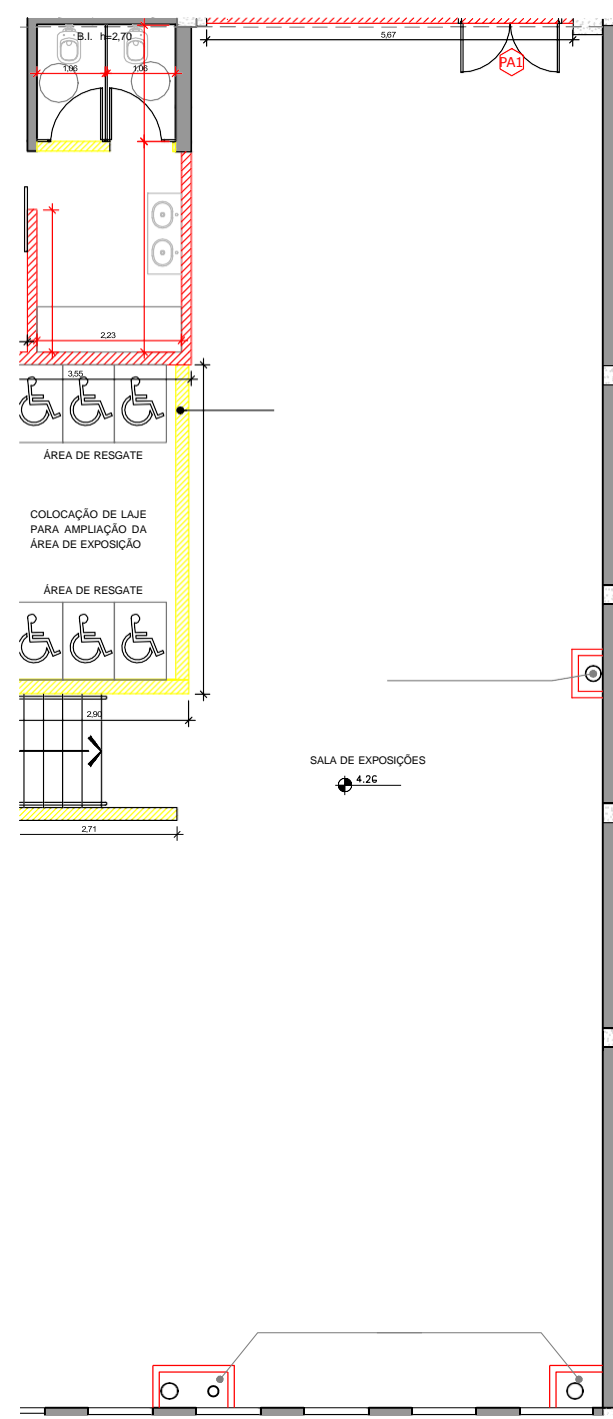 B.I. h=2,70
5,67
PA1
1,06
1,06
2,23
3,55
ÁREA DE RESGATE
COLOCAÇÃO DE LAJE
PARA AMPLIAÇÃO DA
ÁREA DE EXPOSIÇÃO
ÁREA DE RESGATE
2,90
SALA DE EXPOSIÇÕES
4.26
2,71